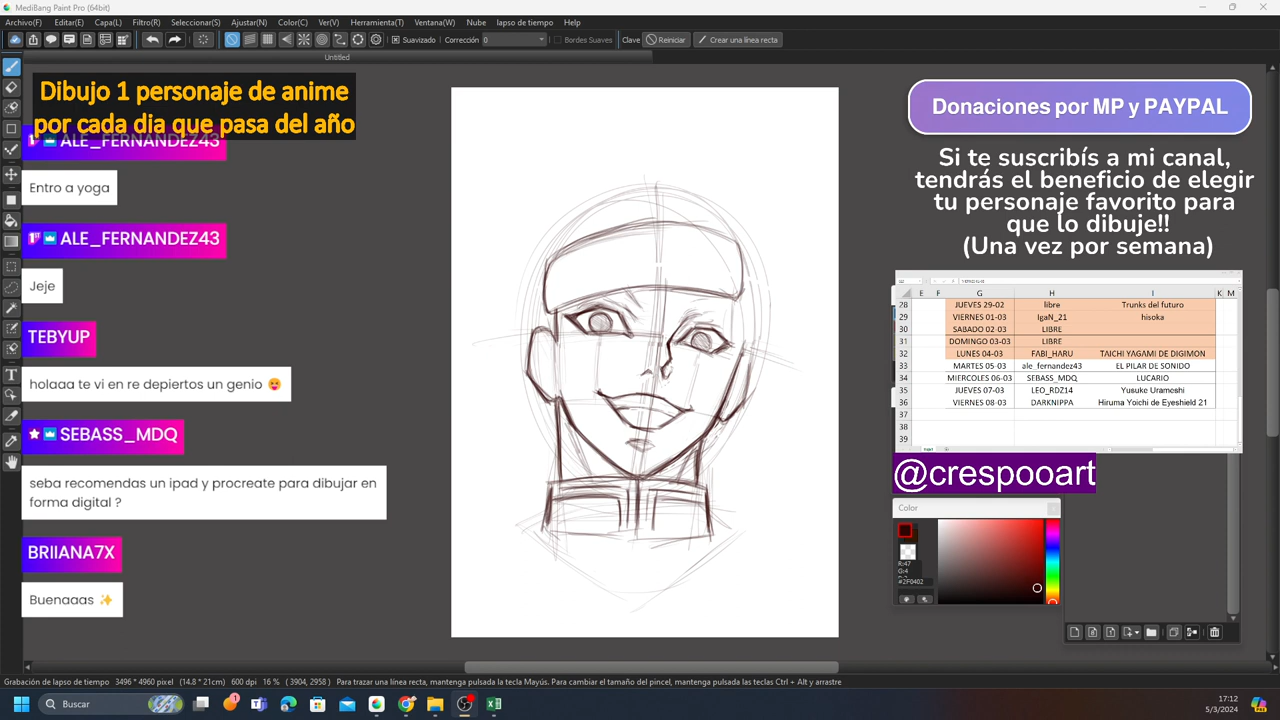 MediBang Paint Pro (64bit)
Archivo(F) Editar(E) Capa(L) Filtro(R) Seleccionar(S) Ajustar(N) Color(C) Ver(V) Herramienta(T) Ventana(W) Nube lapso de tiempo Help
Suavizado Corrección 0 Bordes Suaves Clave Reiniciar Crear una línea recta
Untitled
Dibujo 1 personaje de anime
por cada dia que pasa del año
ALE_FERNANDEZ43
Entro a yoga
ALE_FERNANDEZ43
Jeje
TEBYUP
holaaa te vi en re depiertos un genio 😝
SEBASS_MDQ
seba recomendas un ipad y procreate para dibujar en
forma digital ?
BRIIANA7X
Buenaaas ✨
Donaciones por MP y PAYPAL
Si te suscribís a mi canal,
tendrás el beneficio de elegir
tu personaje favorito para
que lo dibuje!!
(Una vez por semana)
E F G H I K M
28 JUEVES 29-02 libre Trunks del futuro
29 VIERNES 01-03 IgaN_21 hisoka
30 SABADO 02-03 LIBRE
31 DOMINGO 03-03 LIBRE
32 LUNES 04-03 FABI_HARU TAICHI YAGAMI DE DIGIMON
33 MARTES 05-03 ale_fernandez43 EL PILAR DE SONIDO
34 MIERCOLES 06-03 SEBASS_MDQ LUCARIO
35 JUEVES 07-03 LEO_RDZ14 Yusuke Urameshi
36 VIERNES 08-03 DARKNIPPA Hiruma Yoichi de Eyeshield 21
37
38
39
@crespooart
Color
R:47
G:4
#2F0402
Grabación de lapso de tiempo 3496 * 4960 pixel (14.8 * 21cm) 600 dpi 16 % ( 3904, 2958 ) Para trazar una línea recta, mantenga pulsada la tecla Mayús. Para cambiar el tamaño del pincel, mantenga pulsadas las teclas Ctrl + Alt y arrastre
Buscar
17:12
5/3/2024